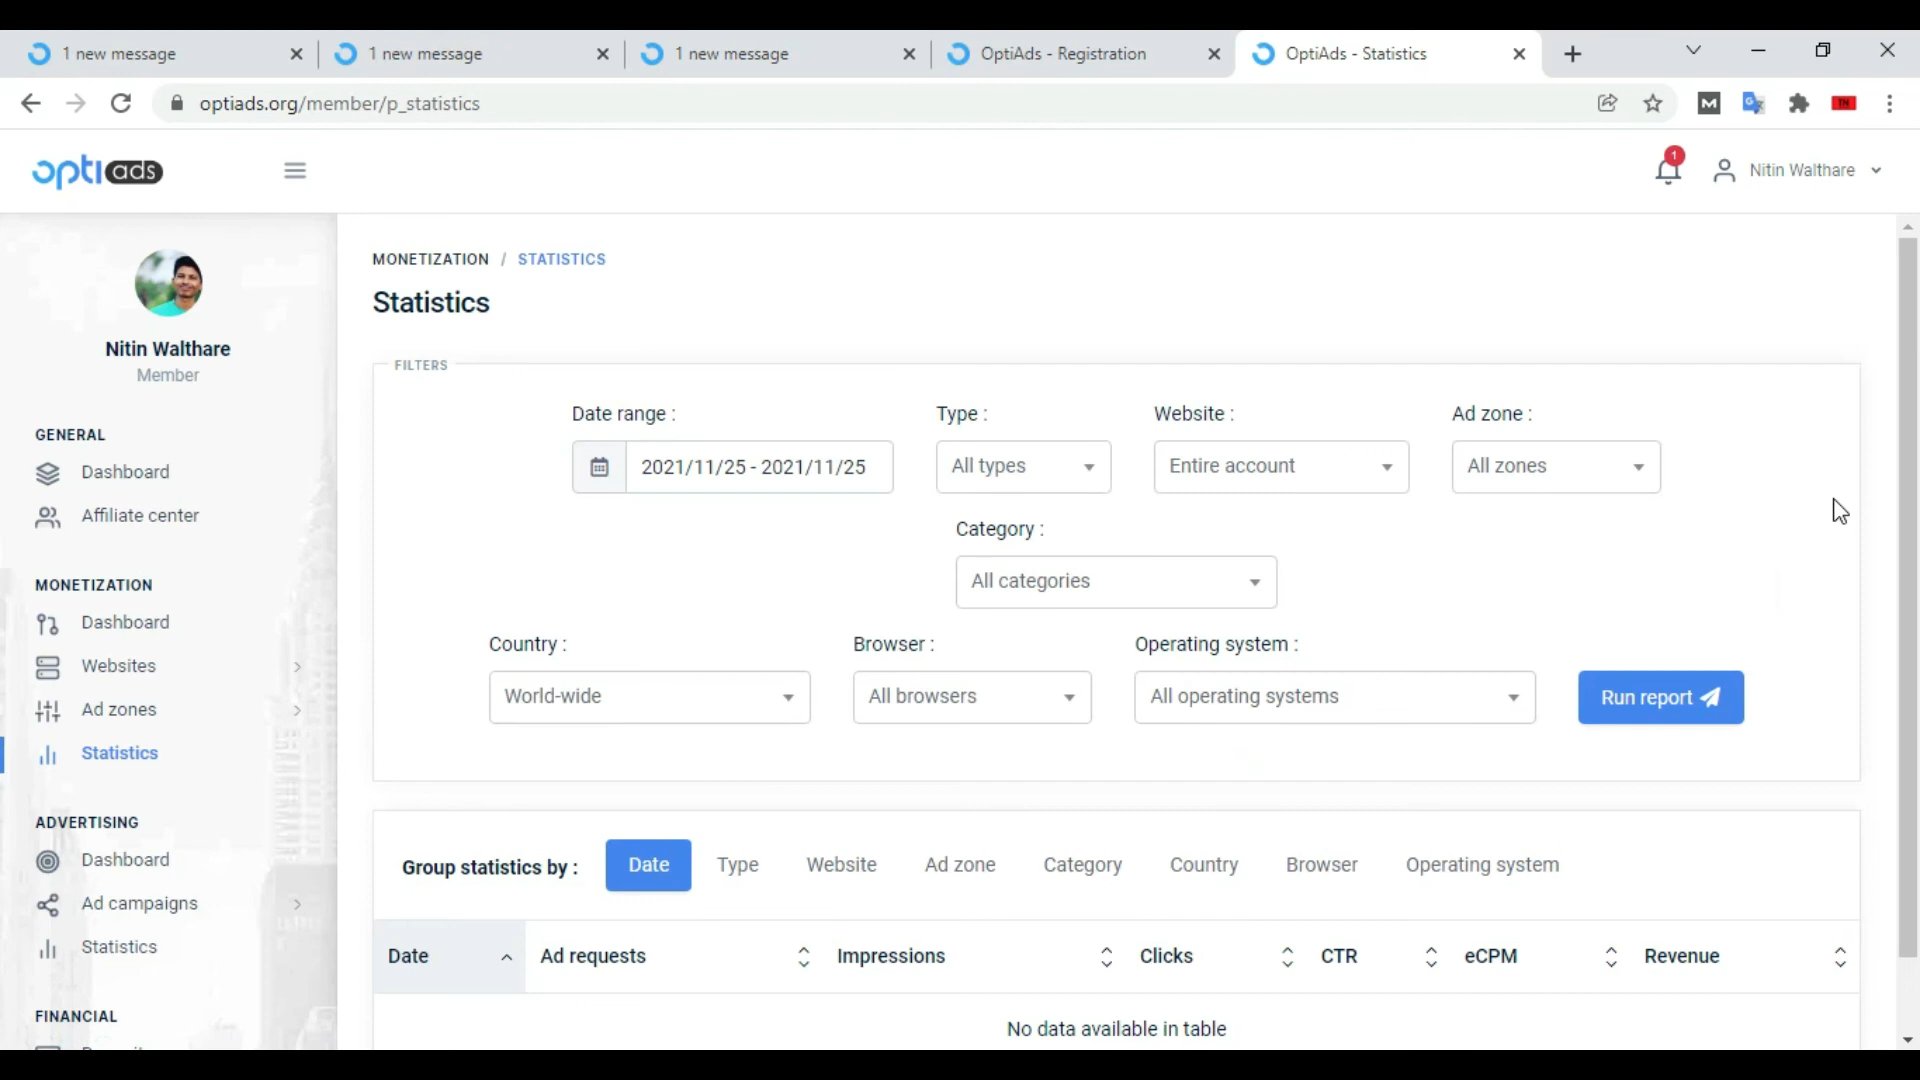 1 new message
1 new message
1 new message
OptiAds - Registration
OptiAds - Statistics
optiads.org/member/p_statistics
optiads
1
Nitin Walthare
Nitin Walthare
Member
GENERAL
Dashboard
Affiliate center
MONETIZATION
Dashboard
Websites
Ad zones
Statistics
ADVERTISING
Dashboard
Ad campaigns
Statistics
FINANCIAL
MONETIZATION / STATISTICS
Statistics
FILTERS
Date range : Type : Website : Ad zone :
2021/11/25 - 2021/11/25 All types Entire account All zones
Category :
All categories
Country : Browser : Operating system :
World-wide All browsers All operating systems Run report
Group statistics by : Date Type Website Ad zone Category Country Browser Operating system
Date Ad requests Impressions Clicks CTR eCPM Revenue
No data available in table